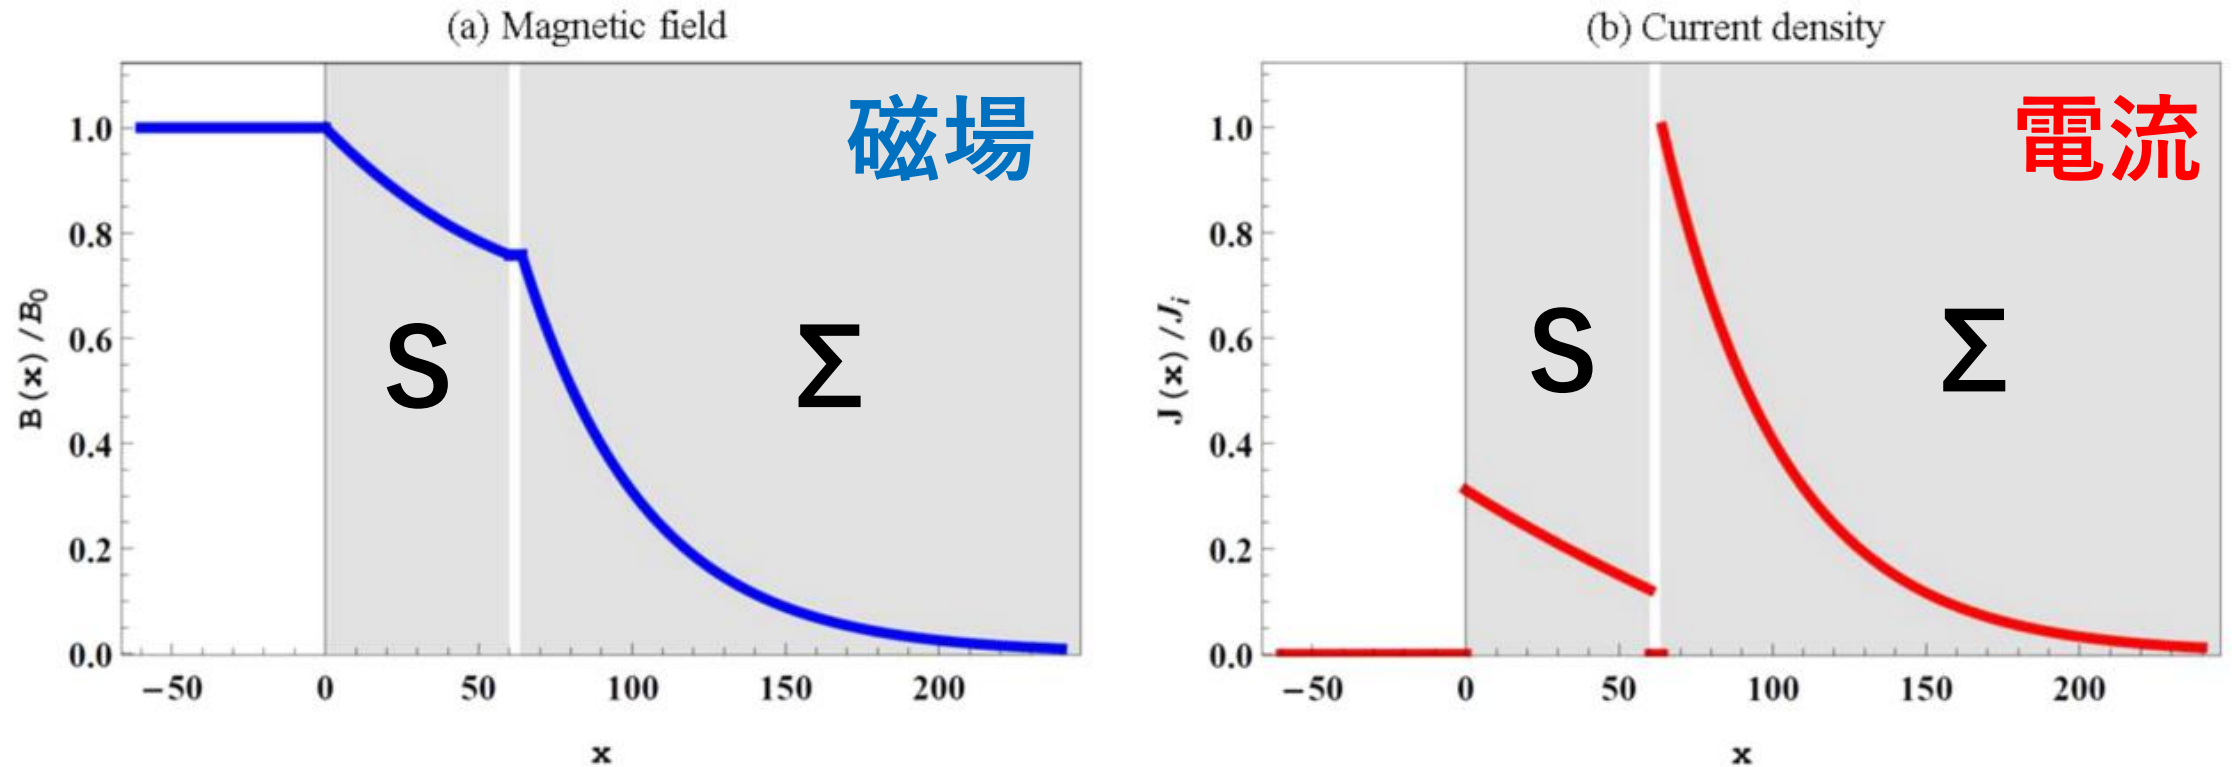 (a) Magnetic field
磁場
S
Σ
B(x)/B₀
1.0
0.8
0.6
0.4
0.2
0.0
−50 0 50 100 150 200
x
(b) Current density
電流
S
Σ
J(x)/Jᵢ
1.0
0.8
0.6
0.4
0.2
0.0
−50 0 50 100 150 200
x